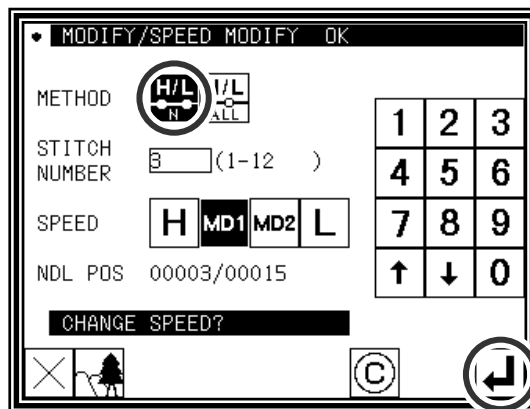 MODIFY/SPEED MODIFY OK
METHOD H/L N H/L ALL
1 2 3
STITCH NUMBER 3 (1-12 )
4 5 6
SPEED H MD1 MD2 L
7 8 9
NDL POS 00003/00015
↑ ↓ 0
CHANGE SPEED?
C